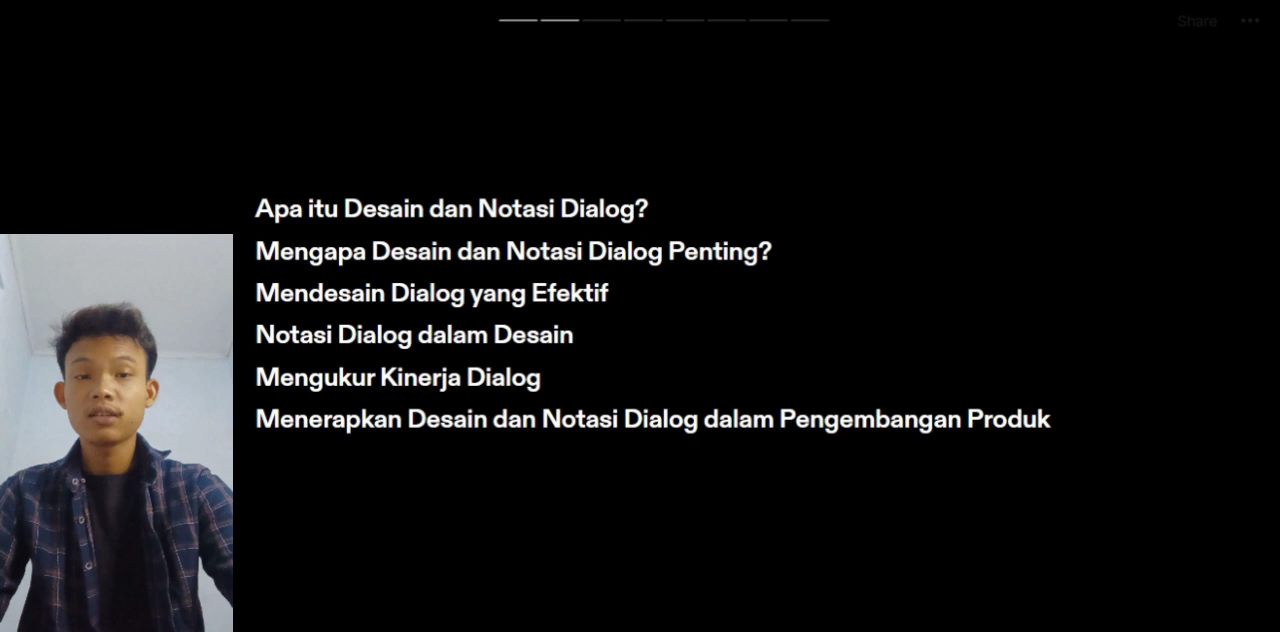 Share
Apa itu Desain dan Notasi Dialog?
Mengapa Desain dan Notasi Dialog Penting?
Mendesain Dialog yang Efektif
Notasi Dialog dalam Desain
Mengukur Kinerja Dialog
Menerapkan Desain dan Notasi Dialog dalam Pengembangan Produk